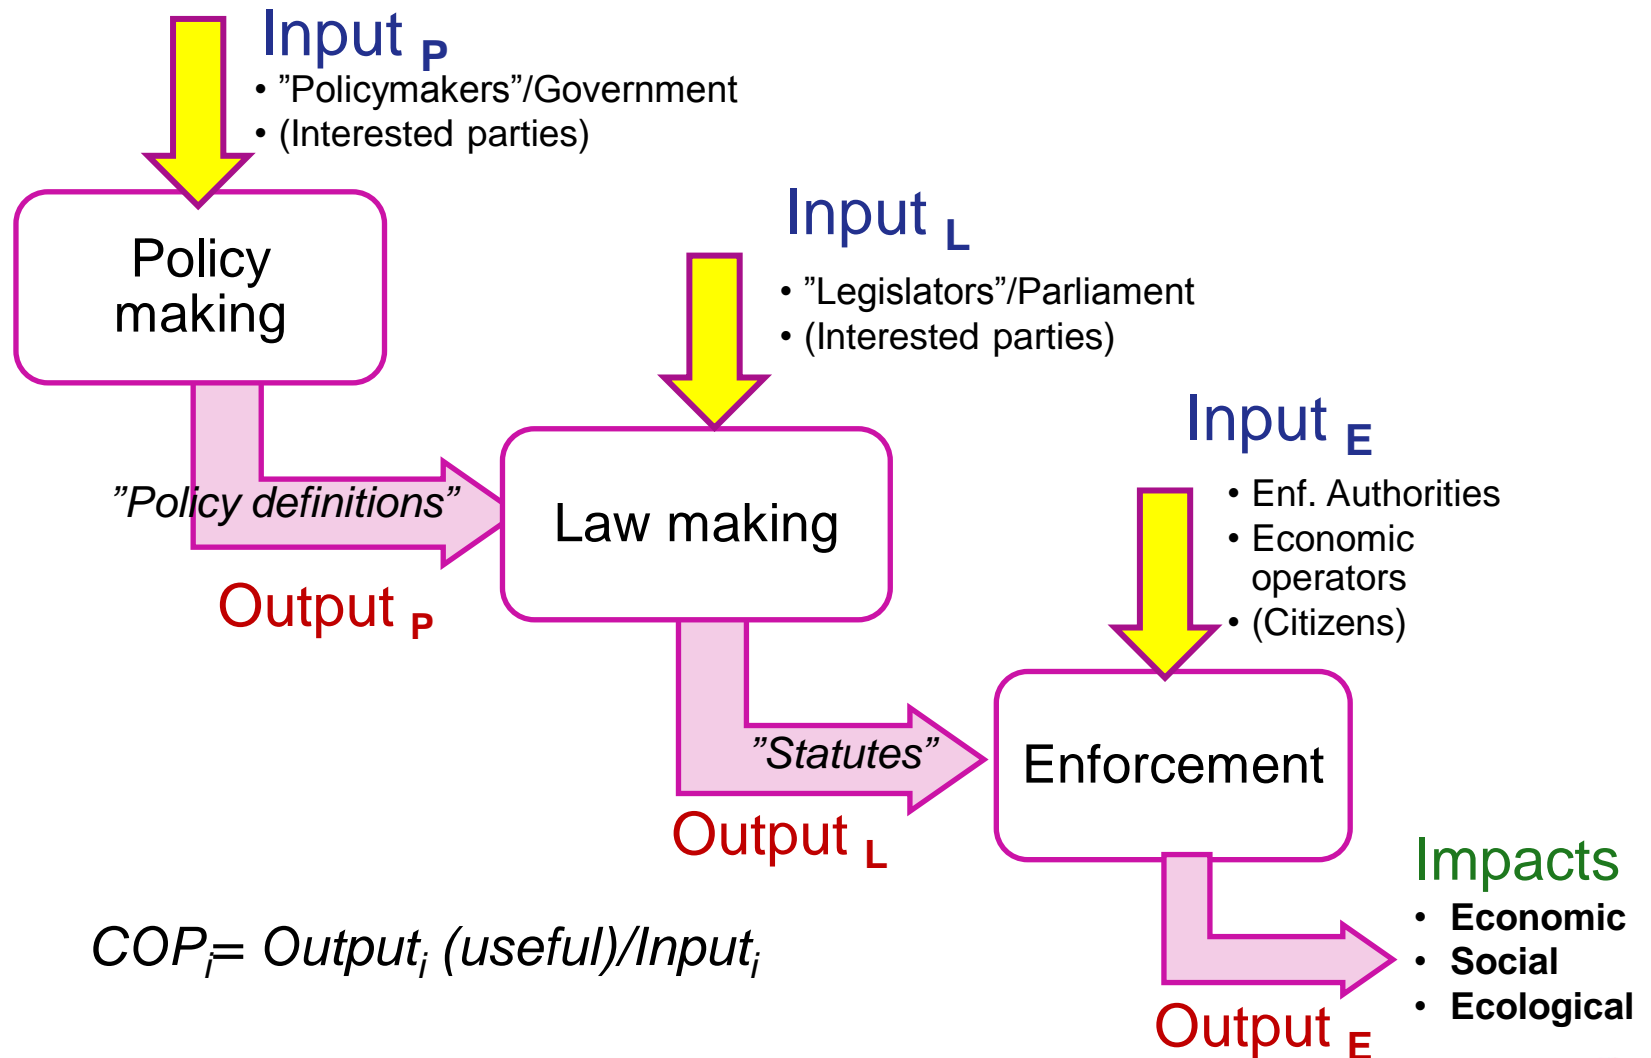 Input P
• ”Policymakers”/Government
• (Interested parties)
Policy
making
Input L
• ”Legislators”/Parliament
• (Interested parties)
”Policy definitions”
Output P
Law making
Input E
• Enf. Authorities
• Economic
operators
• (Citizens)
”Statutes”
Output L
Enforcement
Impacts
• Economic
• Social
• Ecological
Output E
COPi= Outputi (useful)/Inputi